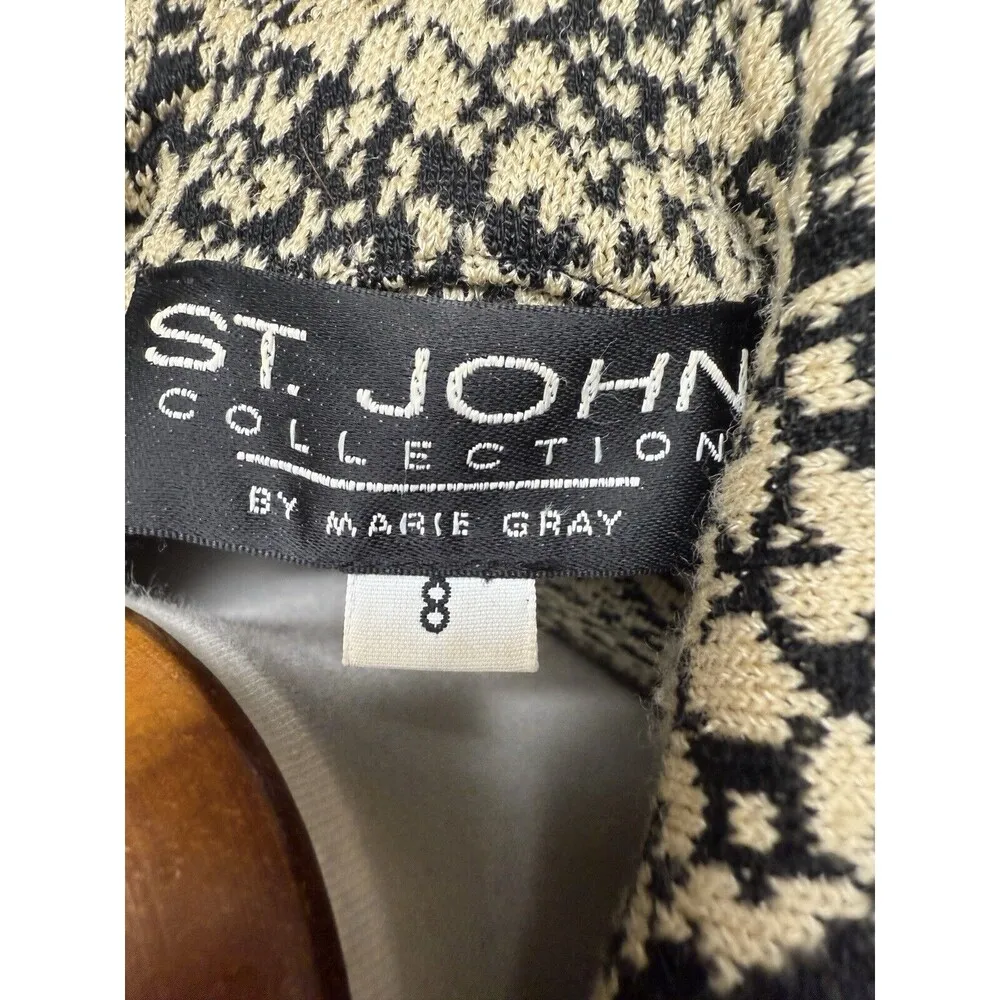 ST. JOHN
COLLECTION
BY MARIE GRAY
8